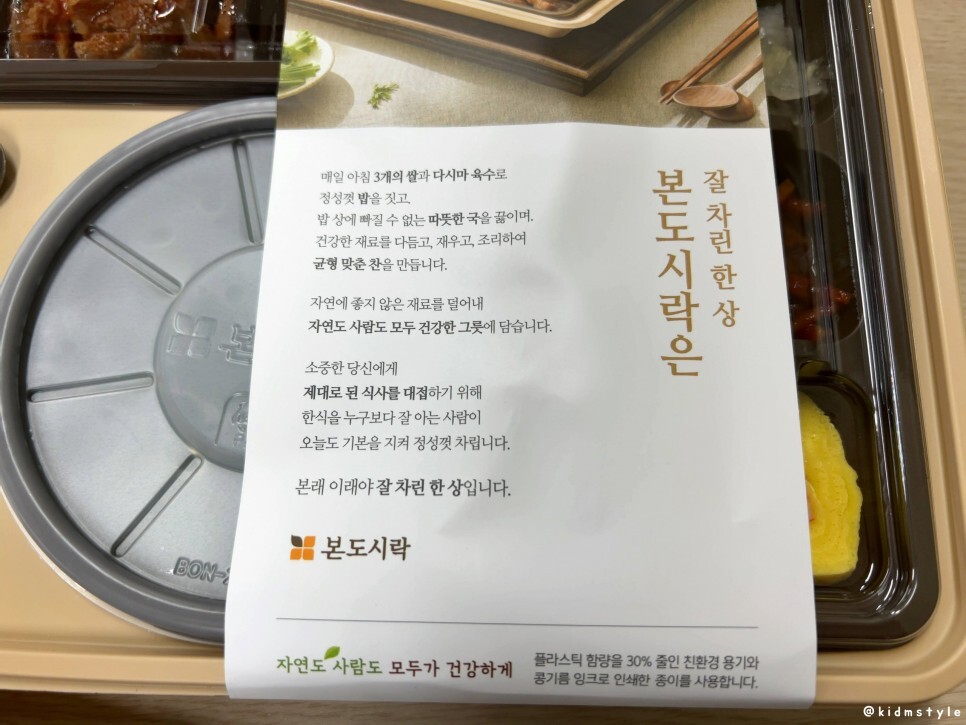 잘 차린 한 상
본도시락은
매일 아침 3개의 쌀과 다시마 육수로
정성껏 밥을 짓고.
밥 상에 빠질 수 없는 따뜻한 국을 끓이며.
건강한 재료를 다듬고, 재우고, 조리하여
균형 맞춘 찬을 만듭니다.
자연에 좋지 않은 재료를 덜어내
자연도 사람도 모두 건강한 그릇에 담습니다.
소중한 당신에게
제대로 된 식사를 대접하기 위해
한식을 누구보다 잘 아는 사람이
오늘도 기본을 지켜 정성껏 차립니다.
본래 이래야 잘 차린 한 상입니다.
본도시락
자연도 사람도 모두가 건강하게
플라스틱 함량을 30% 줄인 친환경 용기와
콩기름 잉크로 인쇄한 종이를 사용합니다.
본
BON-
@kidmstyle